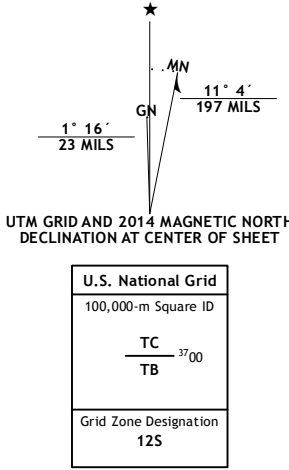 MN
11° 4´
197 MILS
GN
1° 16´
23 MILS
UTM GRID AND 2014 MAGNETIC NORTH
DECLINATION AT CENTER OF SHEET
U.S. National Grid
100,000-m Square ID
TC
3700
TB
Grid Zone Designation
12S